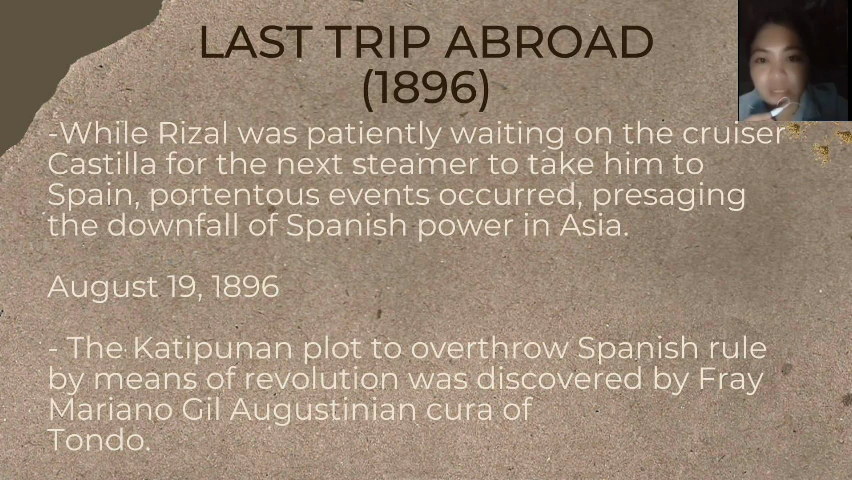 LAST TRIP ABROAD
(1896)
-While Rizal was patiently waiting on the cruiser
Castilla for the next steamer to take him to
Spain, portentous events occurred, presaging
the downfall of Spanish power in Asia.
August 19, 1896
- The Katipunan plot to overthrow Spanish rule
by means of revolution was discovered by Fray
Mariano Gil Augustinian cura of
Tondo.